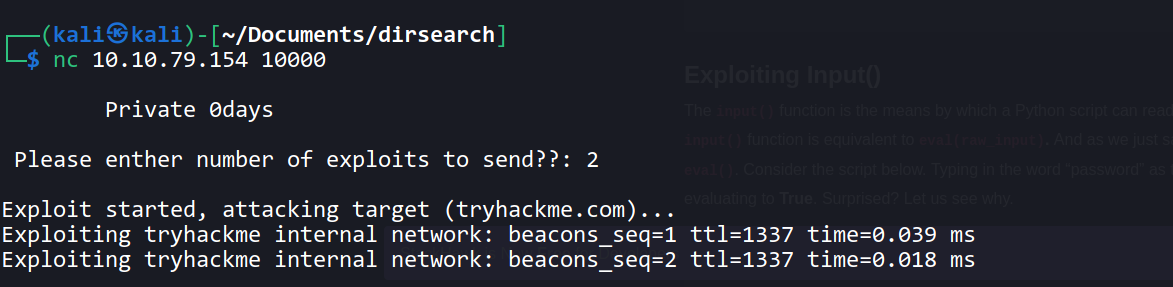 (kali㉿kali)-[~/Documents/dirsearch]
$ nc 10.10.79.154 10000
Private 0days
Please enther number of exploits to send??: 2
Exploit started, attacking target (tryhackme.com)...
Exploiting tryhackme internal network: beacons_seq=1 ttl=1337 time=0.039 ms
Exploiting tryhackme internal network: beacons_seq=2 ttl=1337 time=0.018 ms
Exploiting Input()
The input() function is the means by which a Python script can read
input() function is equivalent to eval(raw_input). And as we just s
eval(). Consider the script below. Typing in the word "password" as
evaluating to True. Surprised? Let us see why.